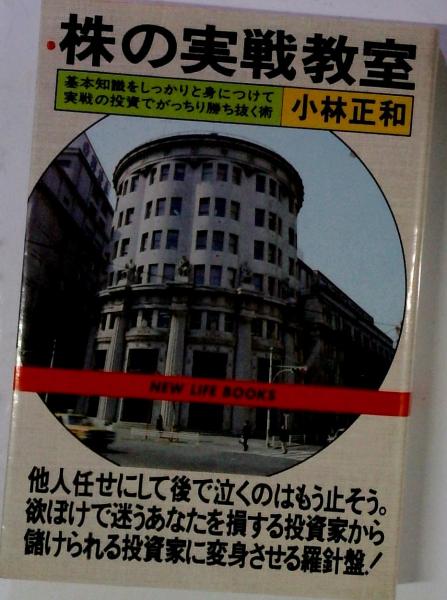 株の実戦教室
基本知識をしっかりと身につけて
実戦の投資でがっちり勝ち抜く術
小林正和
NEW LIFE BOOKS
他人任せにして後で泣くのはもう止そう。
欲ぼけで迷うあなたを損する投資家から
儲けられる投資家に変身させる羅針盤!